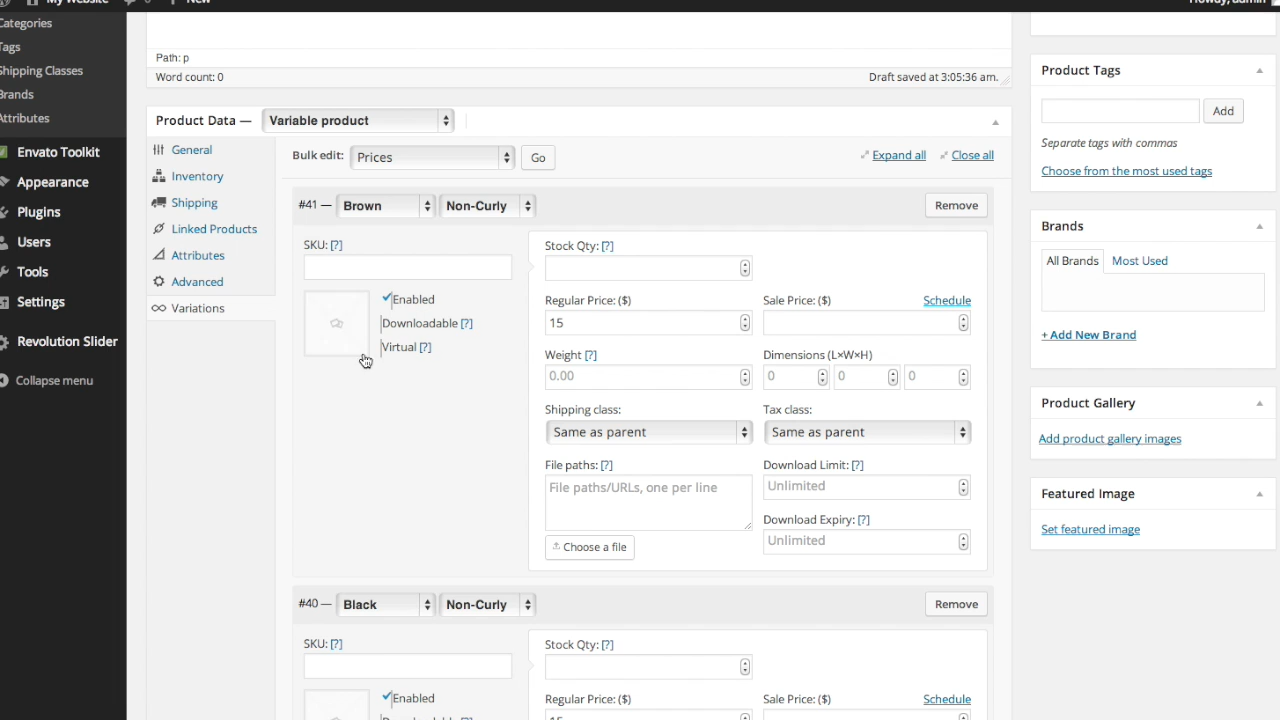 My Website
New
Howdy, admin
Categories
Tags
Shipping Classes
Brands
Attributes
Envato Toolkit
Appearance
Plugins
Users
Tools
Settings
Revolution Slider
Collapse menu
Path: p
Word count: 0
Draft saved at 3:05:36 am.
Product Data —
Variable product
General
Inventory
Shipping
Linked Products
Attributes
Advanced
Variations
Bulk edit:
Prices
Go
Expand all
Close all
#41 —
Brown
Non-Curly
Remove
SKU: [?]
Enabled
Downloadable [?]
Virtual [?]
Stock Qty: [?]
Regular Price: ($)
Sale Price: ($)
Schedule
15
Weight [?]
Dimensions (L×W×H)
0.00
0
0
0
Shipping class:
Tax class:
Same as parent
Same as parent
File paths: [?]
Download Limit: [?]
File paths/URLs, one per line
Unlimited
Download Expiry: [?]
Unlimited
Choose a file
#40 —
Black
Non-Curly
Remove
SKU: [?]
Enabled
Stock Qty: [?]
Regular Price: ($)
Sale Price: ($)
Schedule
Product Tags
Add
Separate tags with commas
Choose from the most used tags
Brands
All Brands
Most Used
+ Add New Brand
Product Gallery
Add product gallery images
Featured Image
Set featured image